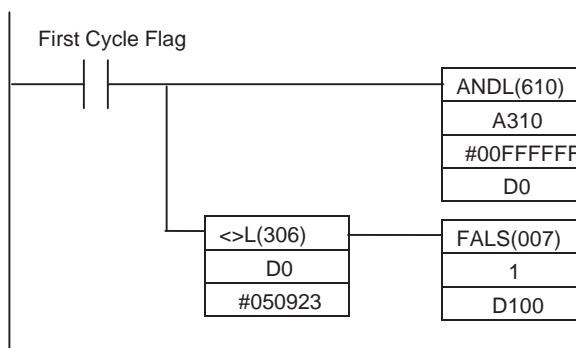 First Cycle Flag
ANDL(610)
A310
#00FFFFFF
D0
<>L(306)
D0
#050923
FALS(007)
1
D100